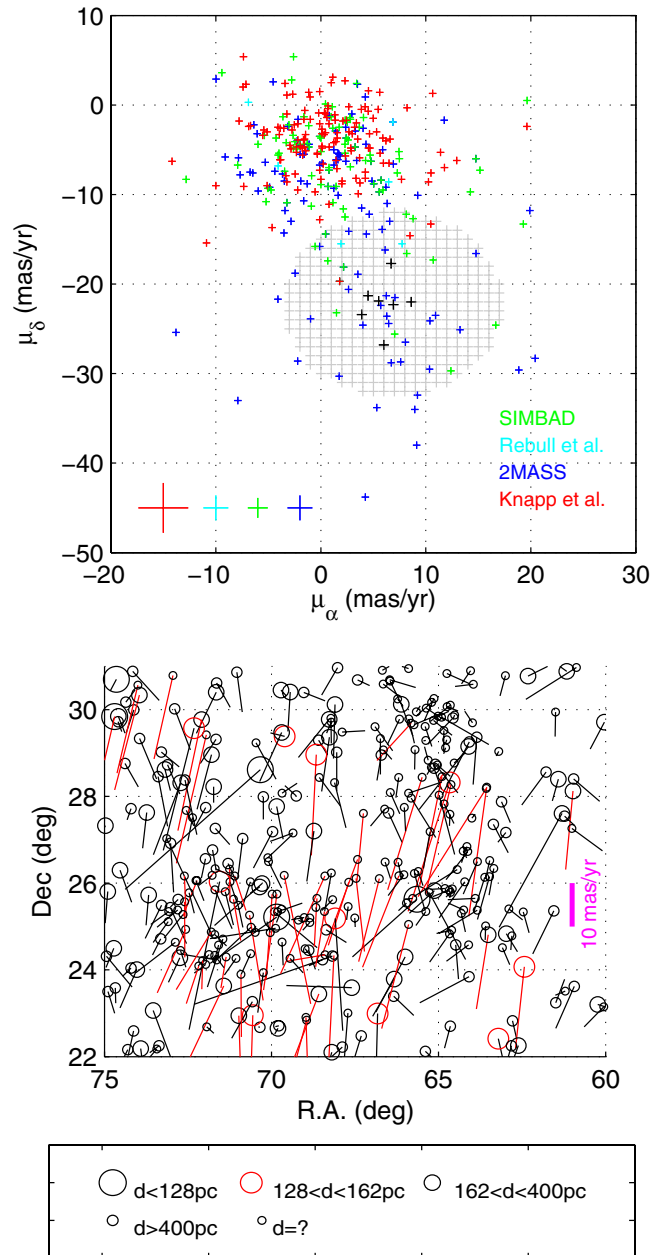 10
0
−10
−20
−30
−40
−50
μδ (mas/yr)
SIMBAD
Rebull et al.
2MASS
Knapp et al.
−20 −10 0 10 20 30
μα (mas/yr)
30
28
26
24
22
Dec (deg)
10 mas/yr
75 70 65 60
R.A. (deg)
d<128pc 128<d<162pc 162<d<400pc
d>400pc d=?